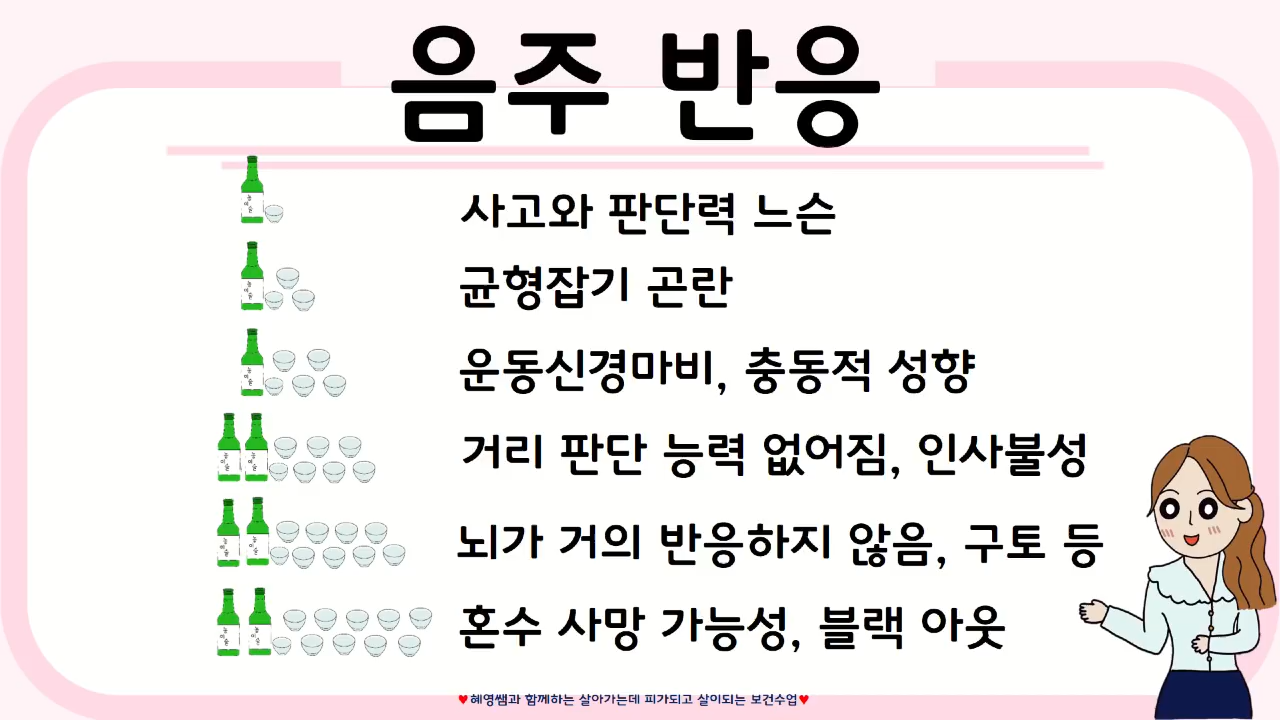 음주 반응
사고와 판단력 느슨
균형잡기 곤란
운동신경마비, 충동적 성향
거리 판단 능력 없어짐, 인사불성
뇌가 거의 반응하지 않음, 구토 등
혼수 사망 가능성, 블랙 아웃
♥혜영쌤과 함께하는 살아가는데 피가되고 살이되는 보건수업♥